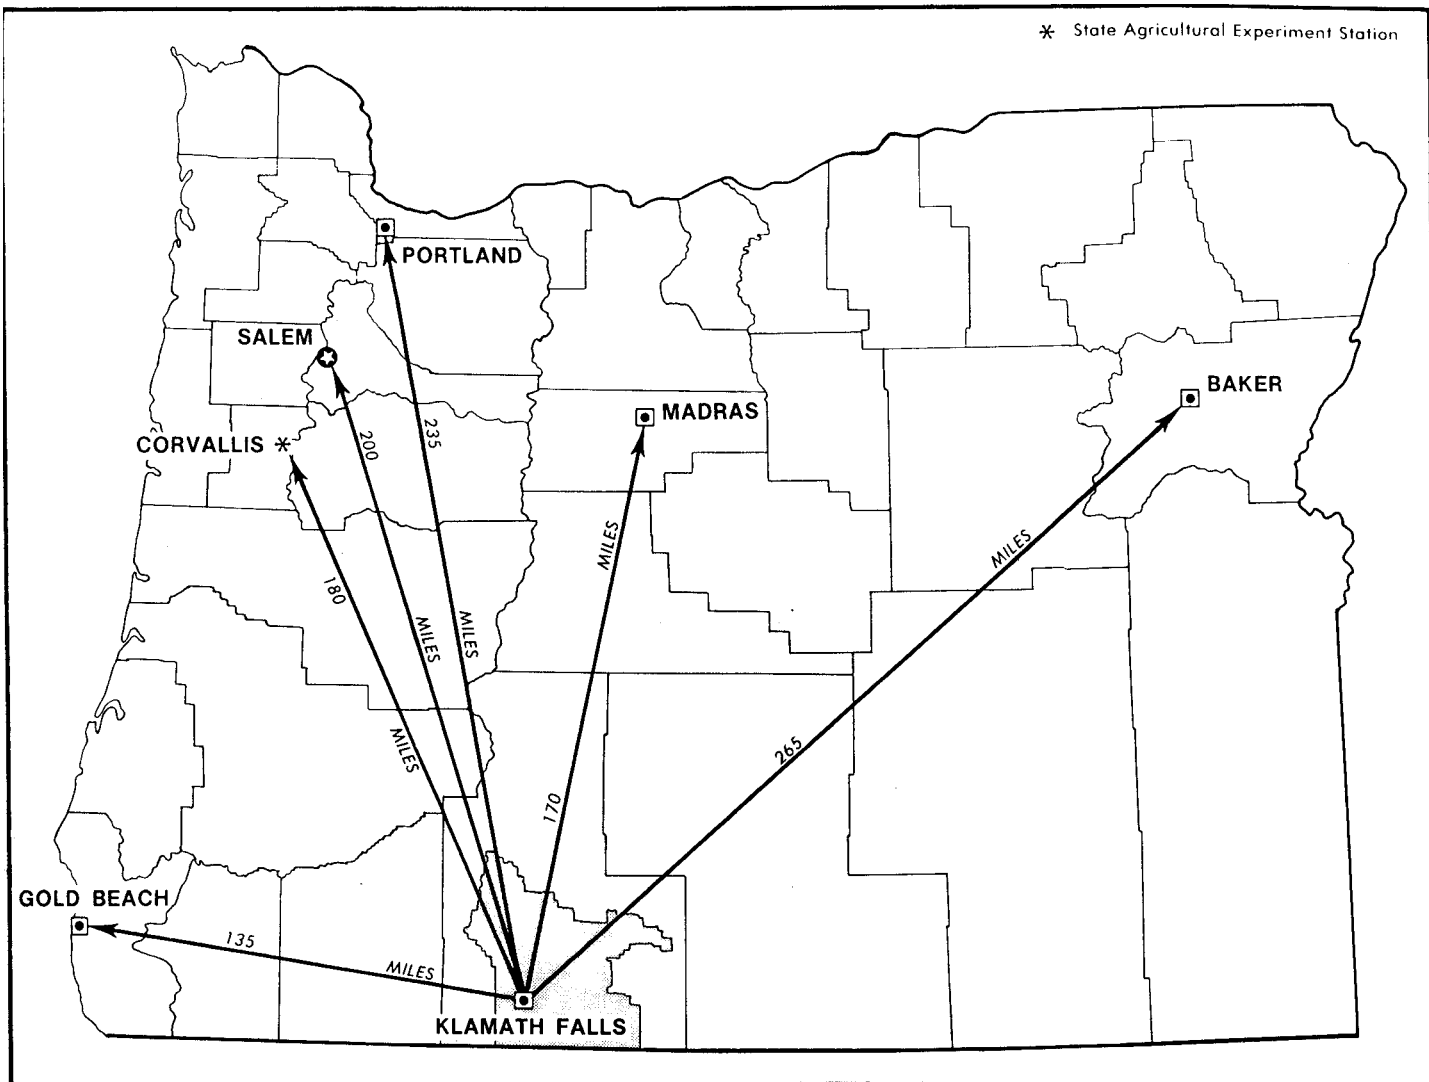 * State Agricultural Experiment Station
PORTLAND
SALEM
BAKER
MADRAS
CORVALLIS *
235
200
MILES
MILES
180
MILES
MILES
MILES
265
170
GOLD BEACH
135
MILES
KLAMATH FALLS